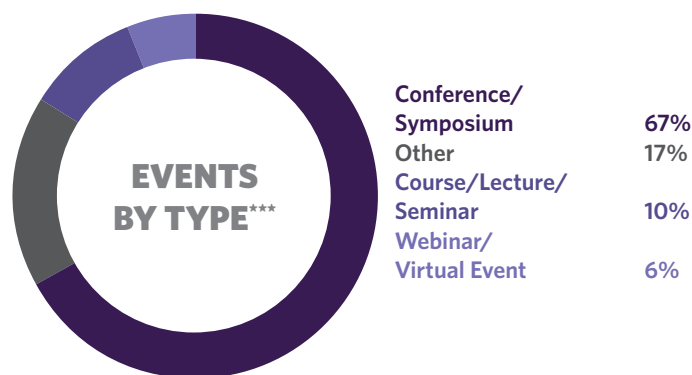 EVENTS
BY TYPE***
Conference/
Symposium 67%
Other 17%
Course/Lecture/
Seminar 10%
Webinar/
Virtual Event 6%